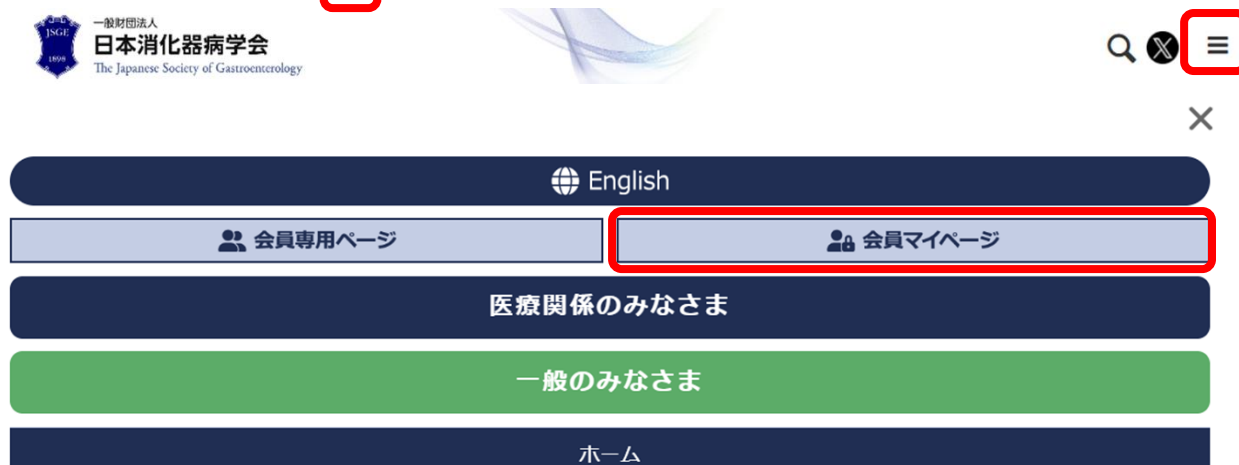 JSGE
1898
一般財団法人
日本消化器病学会
The Japanese Society of Gastroenterology
English
会員専用ページ
会員マイページ
医療関係のみなさま
一般のみなさま
ホーム